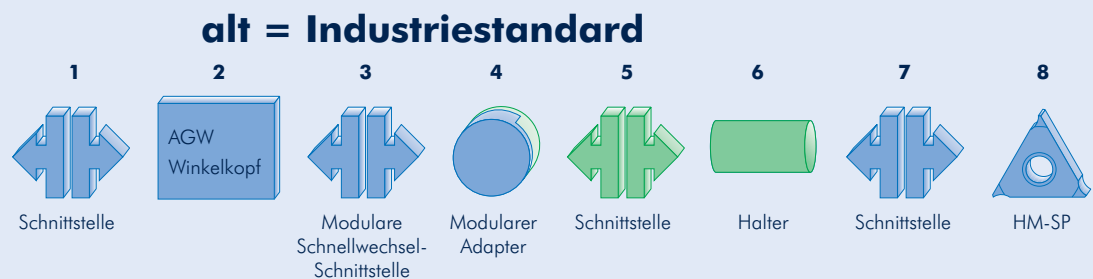 alt = Industriestandard
1 2 3 4 5 6 7 8
AGW
Winkelkopf
Schnittstelle
Modulare
Schnellwechsel-
Schnittstelle
Modularer
Adapter
Schnittstelle
Halter
Schnittstelle
HM-SP